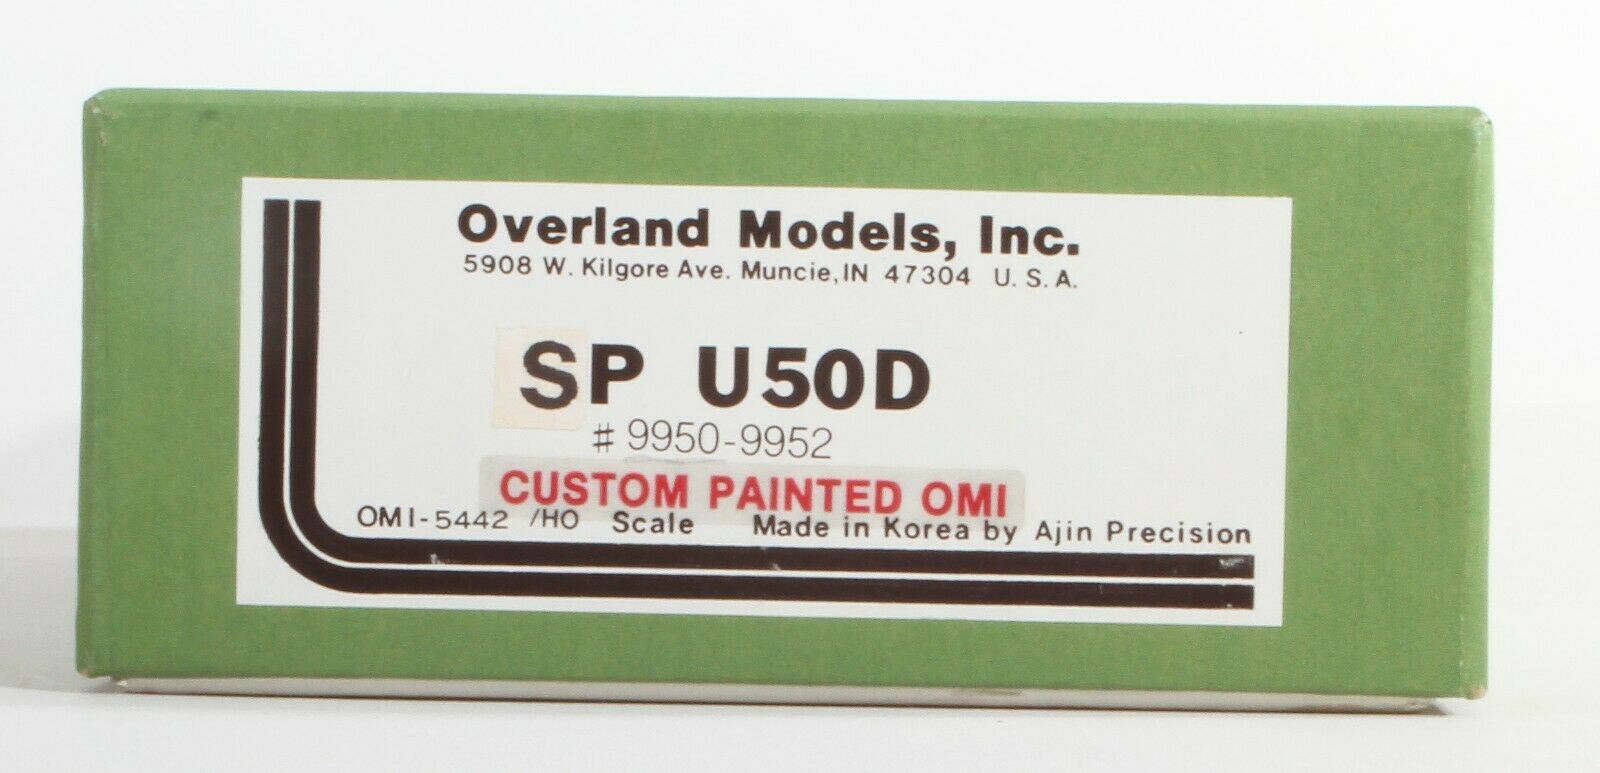 Overland Models, Inc.
5908 W. Kilgore Ave. Muncie, IN 47304 U. S. A.
SP U50D
# 9950-9952
CUSTOM PAINTED OMI
OMI-5442 /HO Scale Made in Korea by Ajin Precision